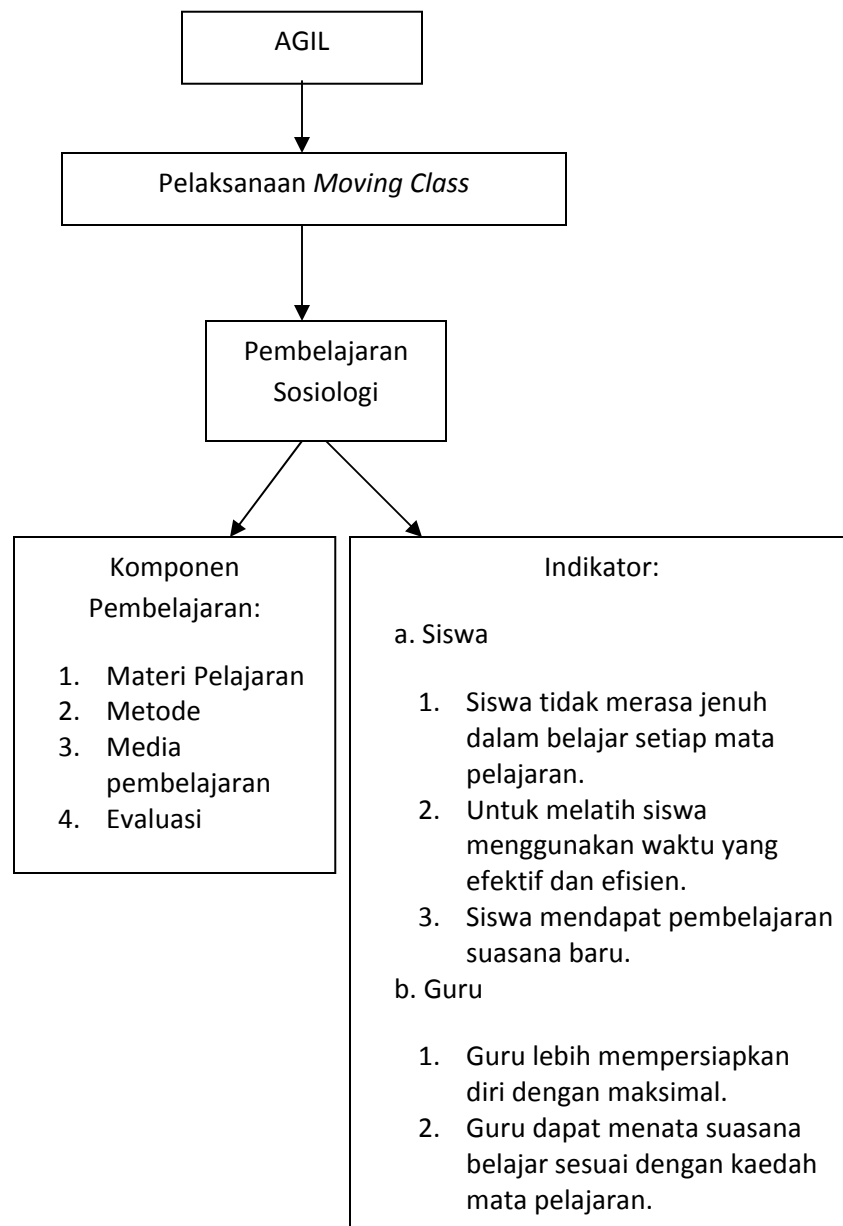 AGIL
Pelaksanaan Moving Class
Pembelajaran
Sosiologi
Komponen
Pembelajaran:
1. Materi Pelajaran
2. Metode
3. Media
pembelajaran
4. Evaluasi
Indikator:
a. Siswa
1. Siswa tidak merasa jenuh
dalam belajar setiap mata
pelajaran.
2. Untuk melatih siswa
menggunakan waktu yang
efektif dan efisien.
3. Siswa mendapat pembelajaran
suasana baru.
b. Guru
1. Guru lebih mempersiapkan
diri dengan maksimal.
2. Guru dapat menata suasana
belajar sesuai dengan kaedah
mata pelajaran.